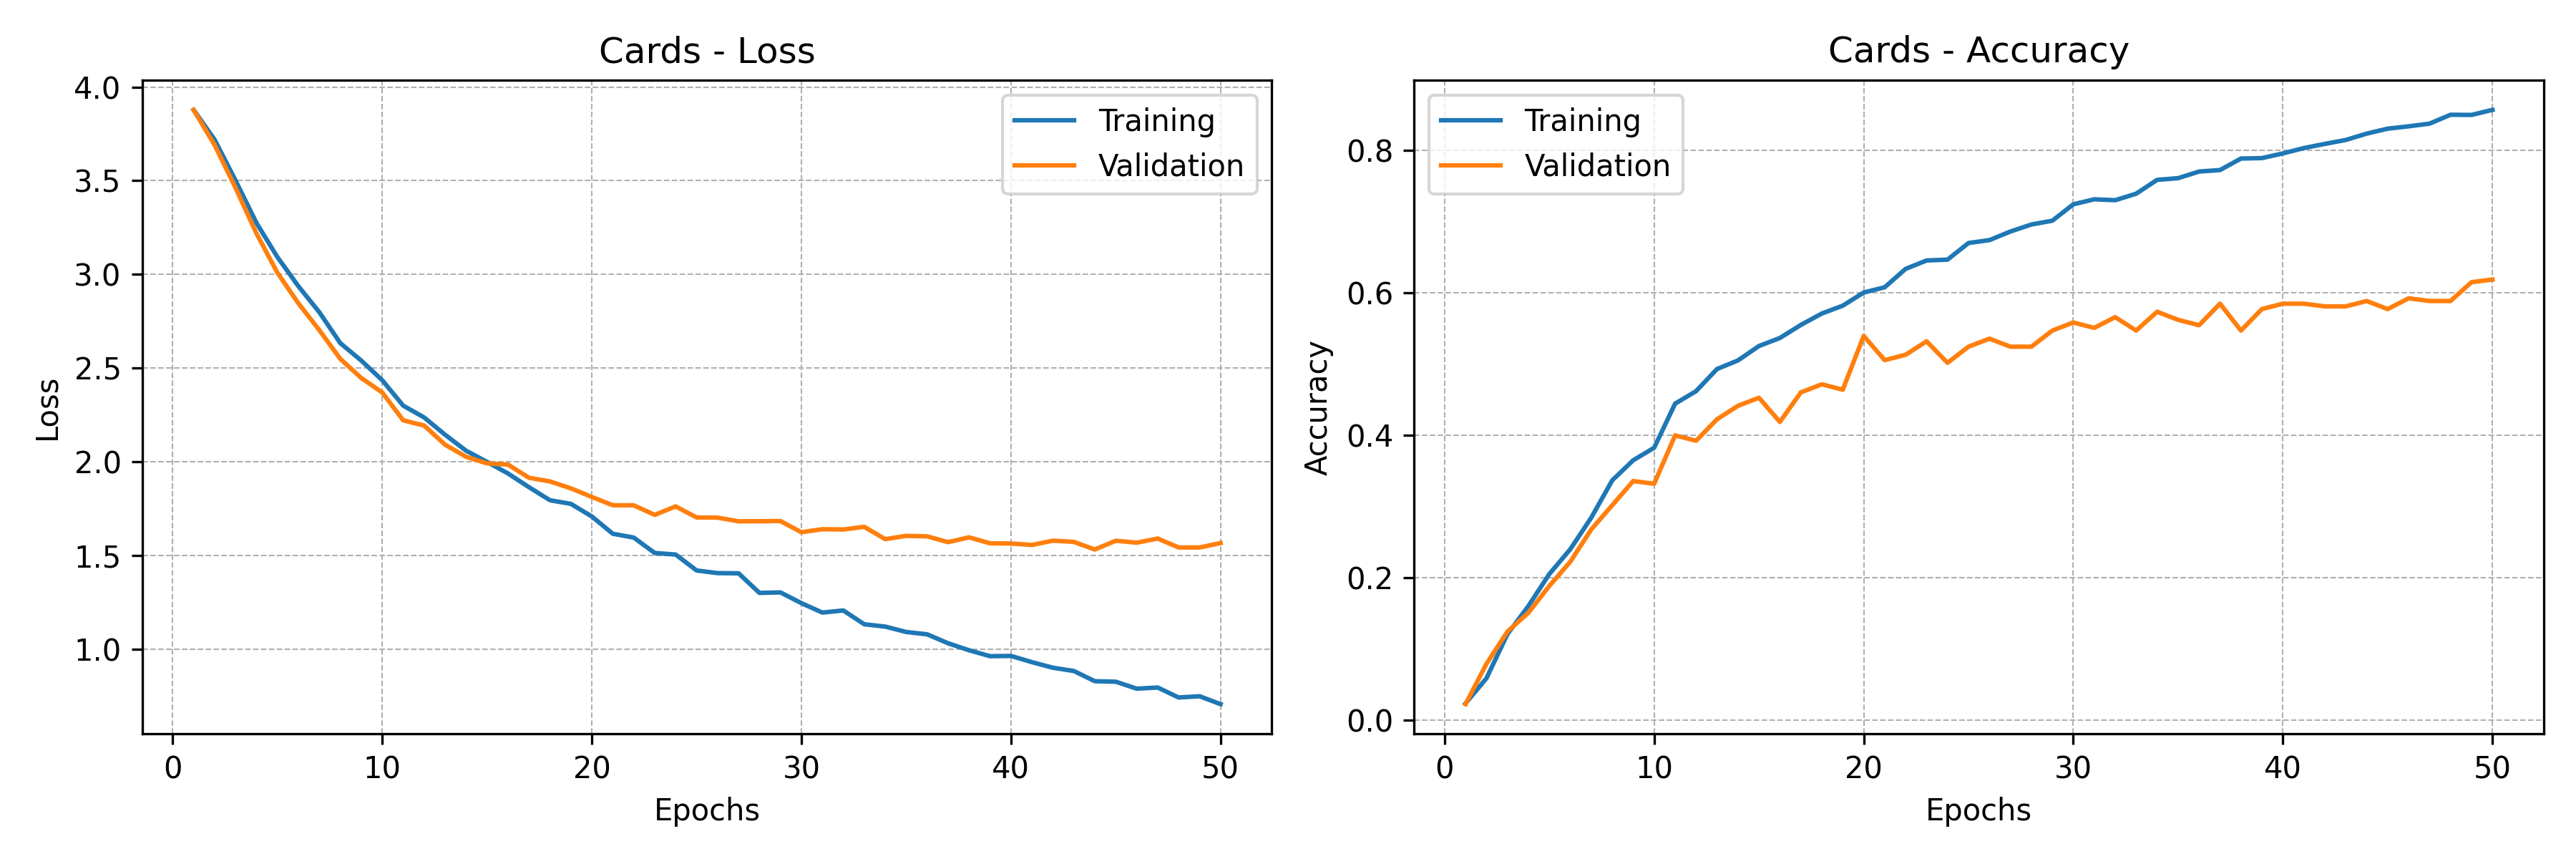 Cards - Loss
4.0
3.5
3.0
2.5
2.0
1.5
1.0
Loss
Training
Validation
0 10 20 30 40 50
Epochs
Cards - Accuracy
0.8
0.6
0.4
0.2
0.0
Accuracy
Training
Validation
0 10 20 30 40 50
Epochs